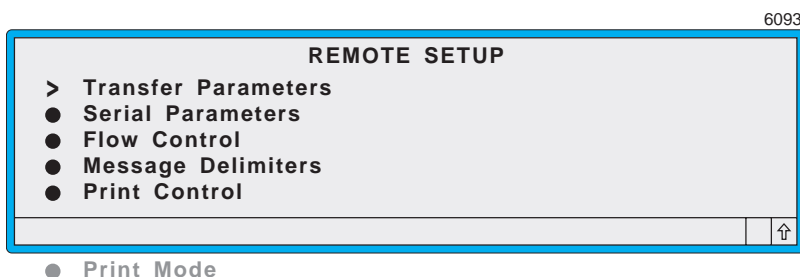 6093
REMOTE SETUP
> Transfer Parameters
● Serial Parameters
● Flow Control
● Message Delimiters
● Print Control
⇧
● Print Mode